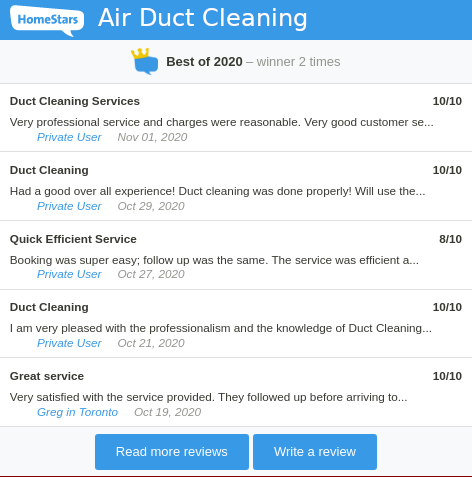 HomeStars
Air Duct Cleaning
Best of 2020 – winner 2 times
Duct Cleaning Services 10/10
Very professional service and charges were reasonable. Very good customer se...
Private User Nov 01, 2020
Duct Cleaning 10/10
Had a good over all experience! Duct cleaning was done properly! Will use the...
Private User Oct 29, 2020
Quick Efficient Service 8/10
Booking was super easy; follow up was the same. The service was efficient a...
Private User Oct 27, 2020
Duct Cleaning 10/10
I am very pleased with the professionalism and the knowledge of Duct Cleaning...
Private User Oct 21, 2020
Great service 10/10
Very satisfied with the service provided. They followed up before arriving to...
Greg in Toronto Oct 19, 2020
Read more reviews Write a review